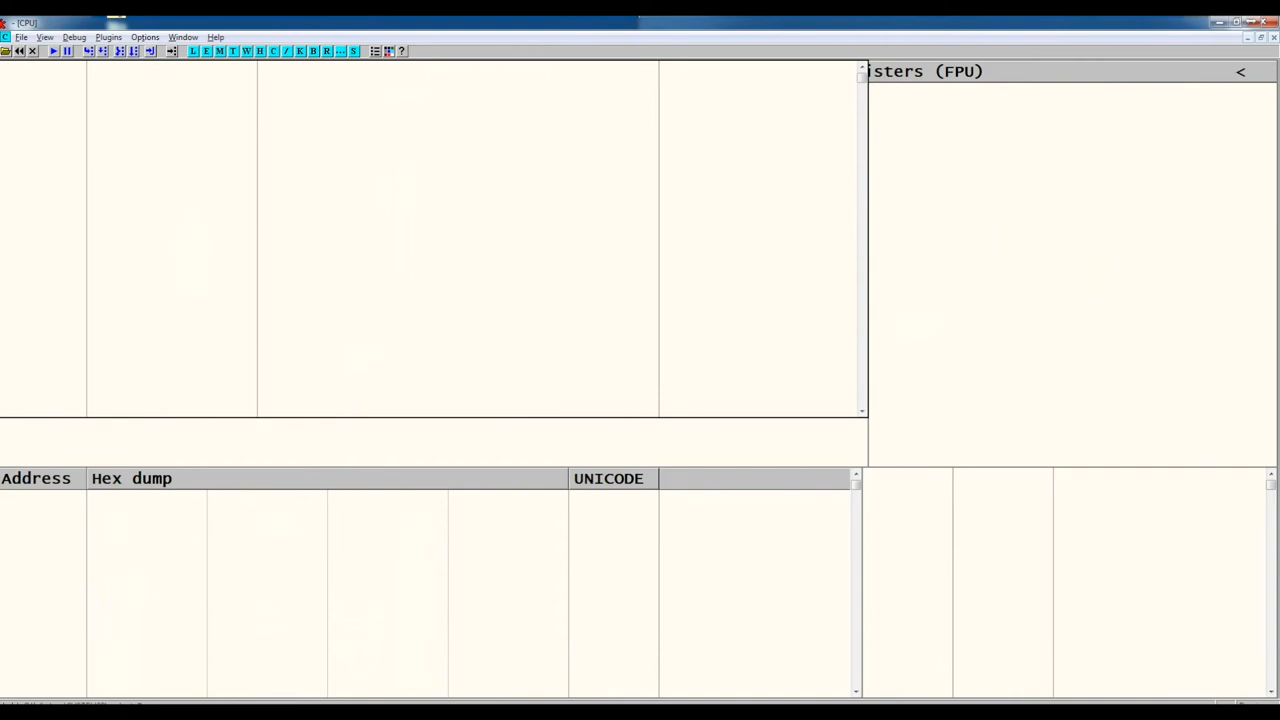 - [CPU]
C File View Debug Plugins Options Window Help
L E M T W H C / K B R ... S ?
isters (FPU) <
Address Hex dump UNICODE